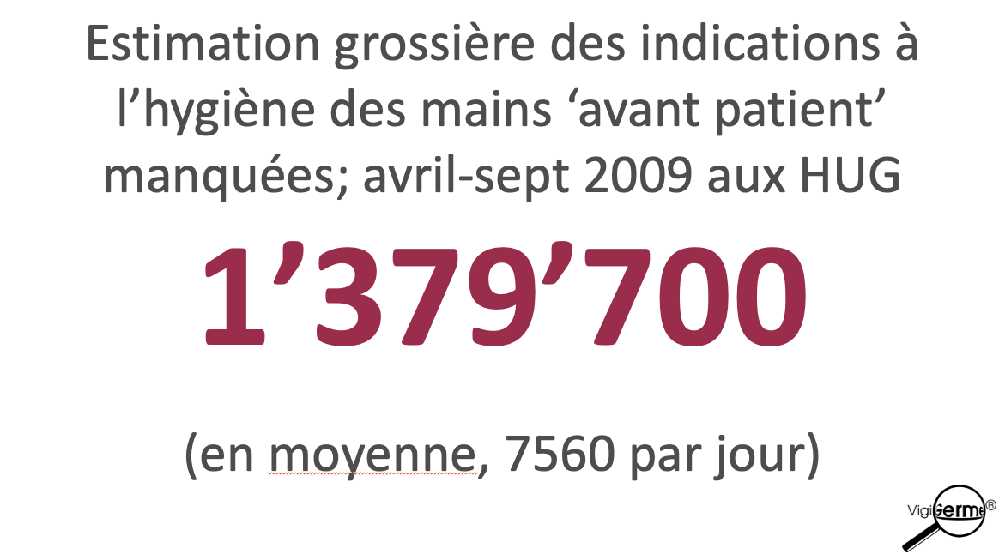 Estimation grossière des indications à
l’hygiène des mains ‘avant patient’
manquées; avril-sept 2009 aux HUG
1’379’700
(en moyenne, 7560 par jour)
VigiGerme®